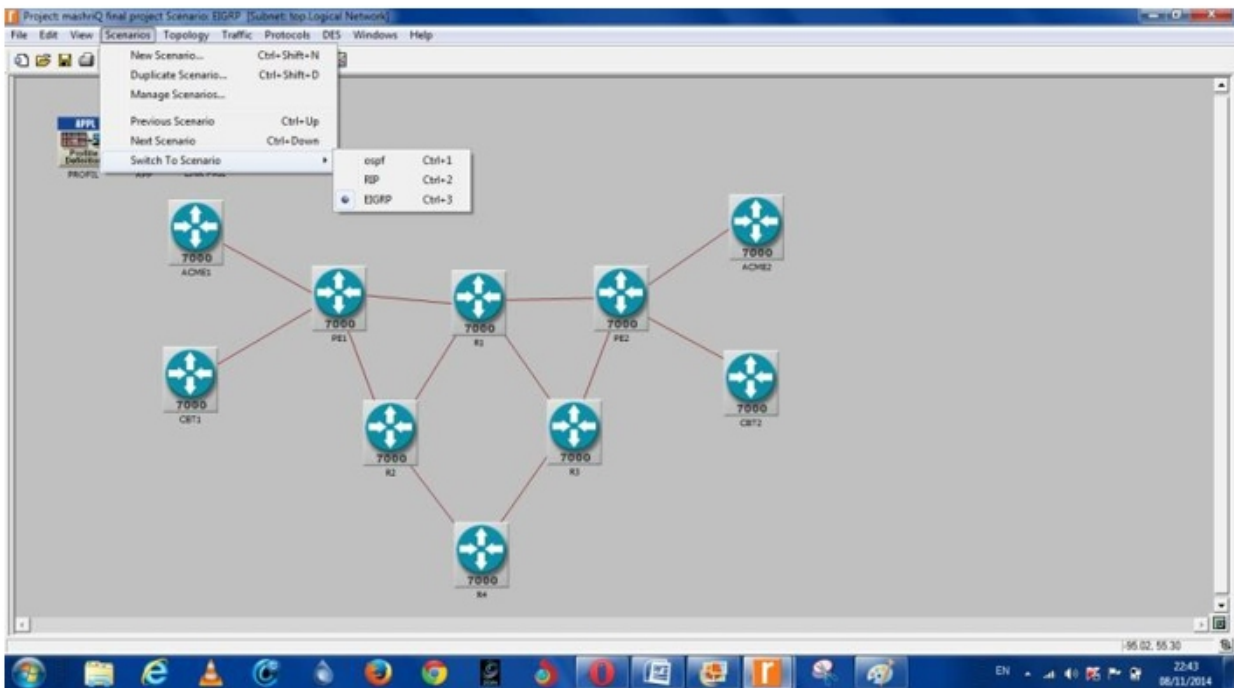 Project: mashriQ final project Scenario: EIGRP [Subnet: top.Logical Network]
File Edit View Scenarios Topology Traffic Protocols DES Windows Help
New Scenario... Ctrl+Shift+N
Duplicate Scenario... Ctrl+Shift+D
Manage Scenarios...
Previous Scenario Ctrl+Up
Next Scenario Ctrl+Down
Switch To Scenario
ospf Ctrl+1
RIP Ctrl+2
EIGRP Ctrl+3
APPL
Profile
Definition
PROFIL APP
7000
ACME1
7000
ACME2
7000
PE1
7000
R1
7000
PE2
7000
CBT1
7000
CBT2
7000
R2
7000
R3
7000
R4
-95.02, 55.30
EN
22:43
08/11/2014